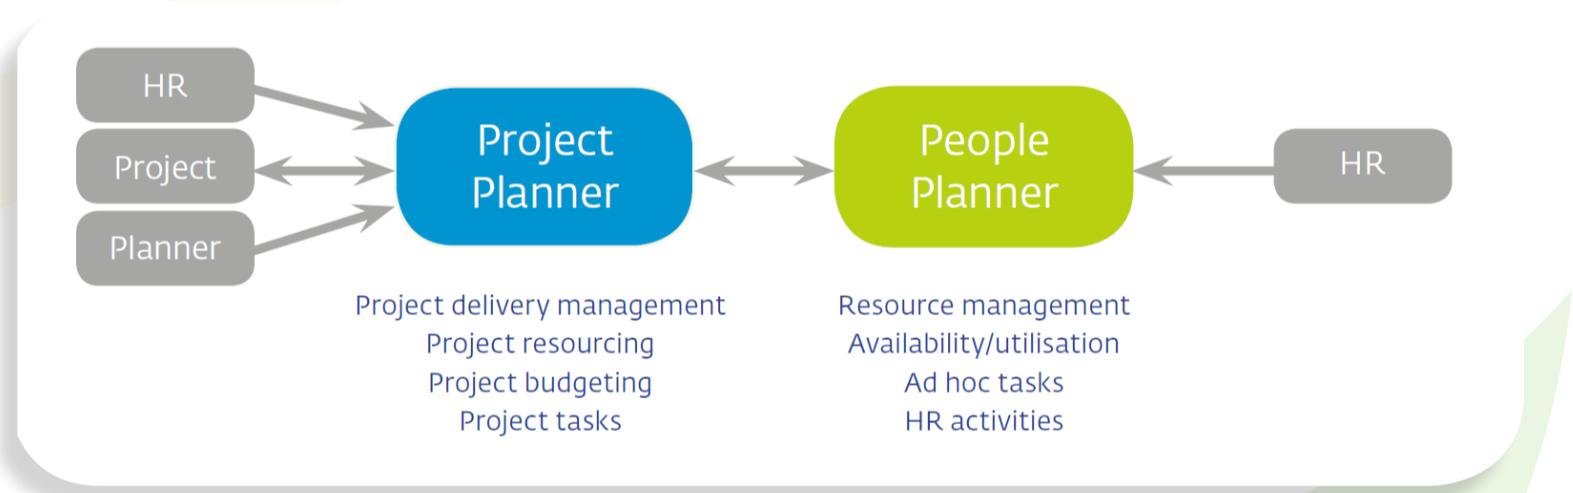 HR
Project
Planner
Project
Planner
People
Planner
HR
Project delivery management
Project resourcing
Project budgeting
Project tasks
Resource management
Availability/utilisation
Ad hoc tasks
HR activities